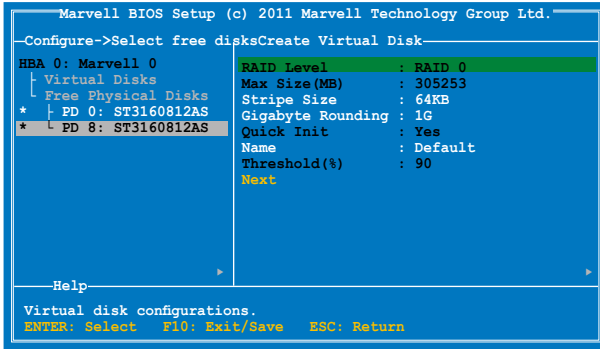 Marvell BIOS Setup (c) 2011 Marvell Technology Group Ltd.
Configure->Select free disksCreate Virtual Disk
HBA 0: Marvell 0
Virtual Disks
Free Physical Disks
* PD 0: ST3160812AS
* PD 8: ST3160812AS
RAID Level : RAID 0
Max Size(MB) : 305253
Stripe Size : 64KB
Gigabyte Rounding : 1G
Quick Init : Yes
Name : Default
Threshold(%) : 90
Next
Help
Virtual disk configurations.
ENTER: Select F10: Exit/Save ESC: Return